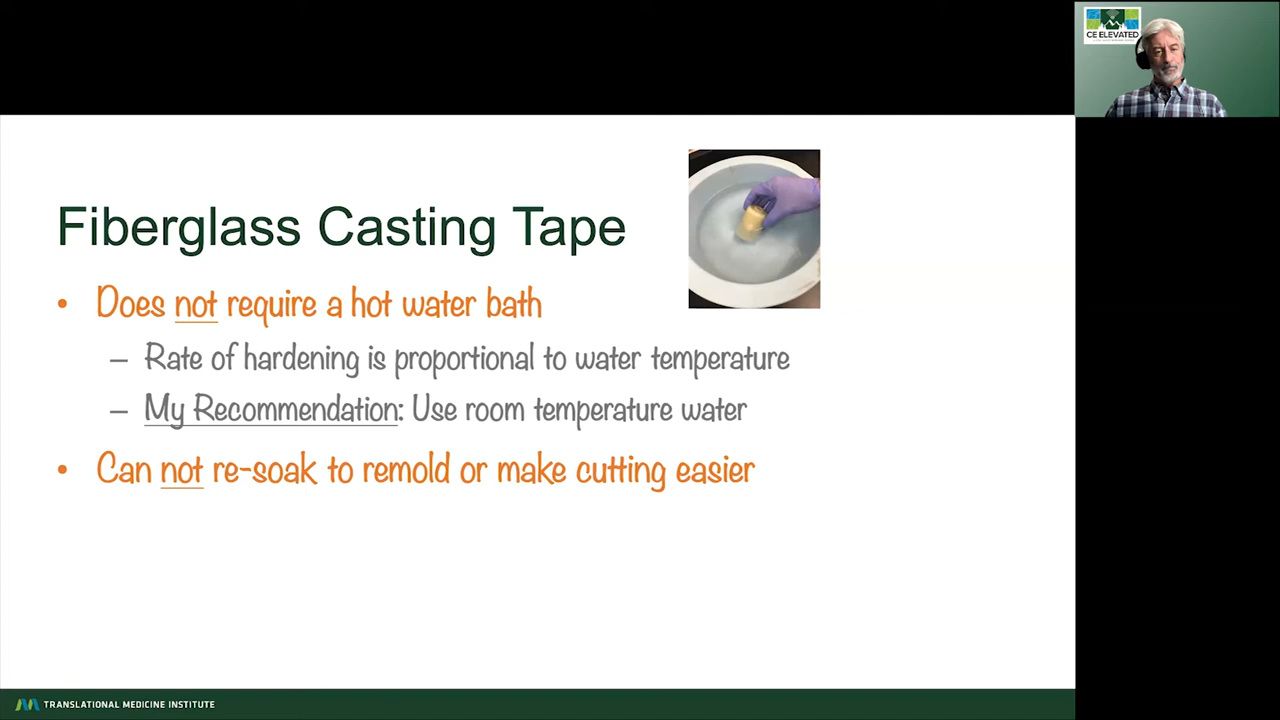 CE ELEVATED
Fiberglass Casting Tape
• Does not require a hot water bath
– Rate of hardening is proportional to water temperature
– My Recommendation: Use room temperature water
• Can not re-soak to remold or make cutting easier
TRANSLATIONAL MEDICINE INSTITUTE